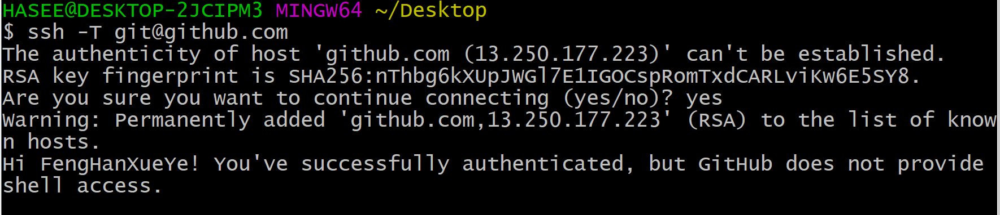 HASEE@DESKTOP-2JCIPM3 MINGW64 ~/Desktop
$ ssh -T git@github.com
The authenticity of host 'github.com (13.250.177.223)' can't be established.
RSA key fingerprint is SHA256:nThbg6kXUpJWGl7E1IGOCspRomTxdCARLviKw6E5SY8.
Are you sure you want to continue connecting (yes/no)? yes
Warning: Permanently added 'github.com,13.250.177.223' (RSA) to the list of know
n hosts.
Hi FengHanXueYe! You've successfully authenticated, but GitHub does not provide
shell access.